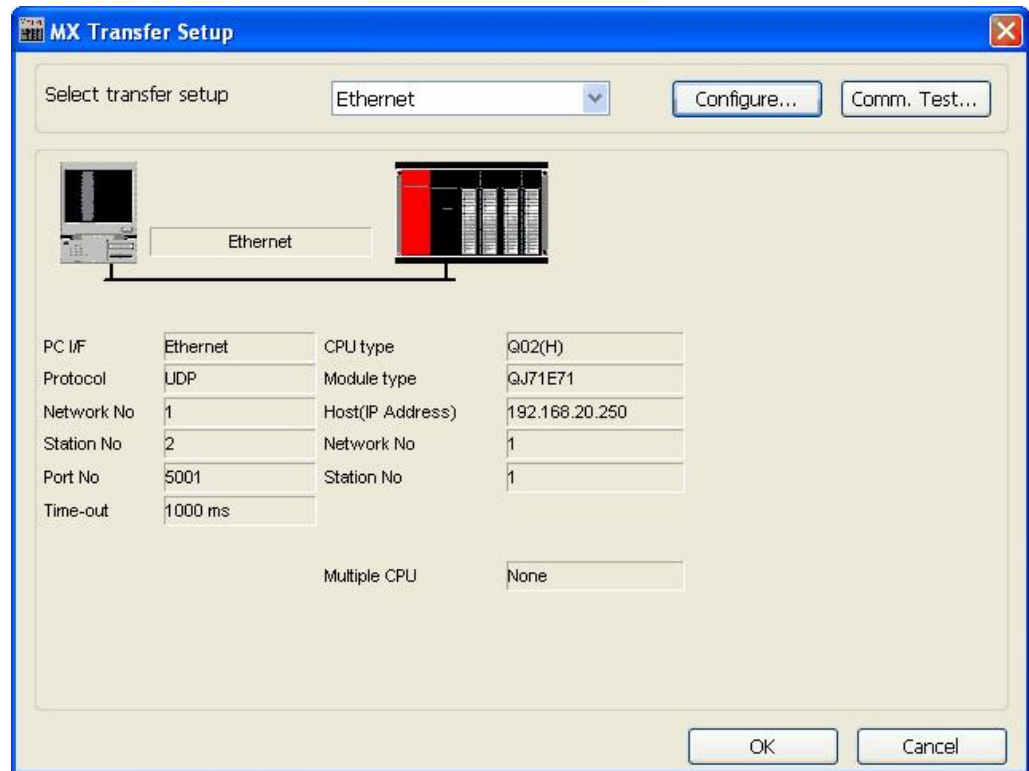 MX Transfer Setup
Select transfer setup Ethernet Configure... Comm. Test...
Ethernet
PC I/F Ethernet CPU type Q02(H)
Protocol UDP Module type QJ71E71
Network No 1 Host(IP Address) 192.168.20.250
Station No 2 Network No 1
Port No 5001 Station No 1
Time-out 1000 ms
Multiple CPU None
OK Cancel